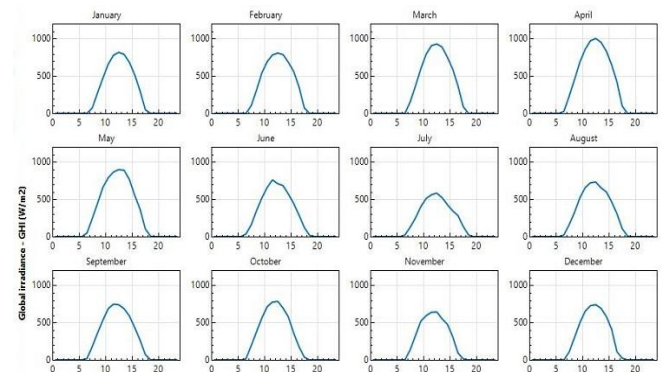 January February March April
1000 1000 1000 1000
500 500 500 500
0 0 0 0
0 5 10 15 20 0 5 10 15 20 0 5 10 15 20 0 5 10 15 20
May June July August
1000 1000 1000 1000
500 500 500 500
0 0 0 0
0 5 10 15 20 0 5 10 15 20 0 5 10 15 20 0 5 10 15 20
Global irradiance - GHI (W/m2)
September October November December
1000 1000 1000 1000
500 500 500 500
0 0 0 0
0 5 10 15 20 0 5 10 15 20 0 5 10 15 20 0 5 10 15 20